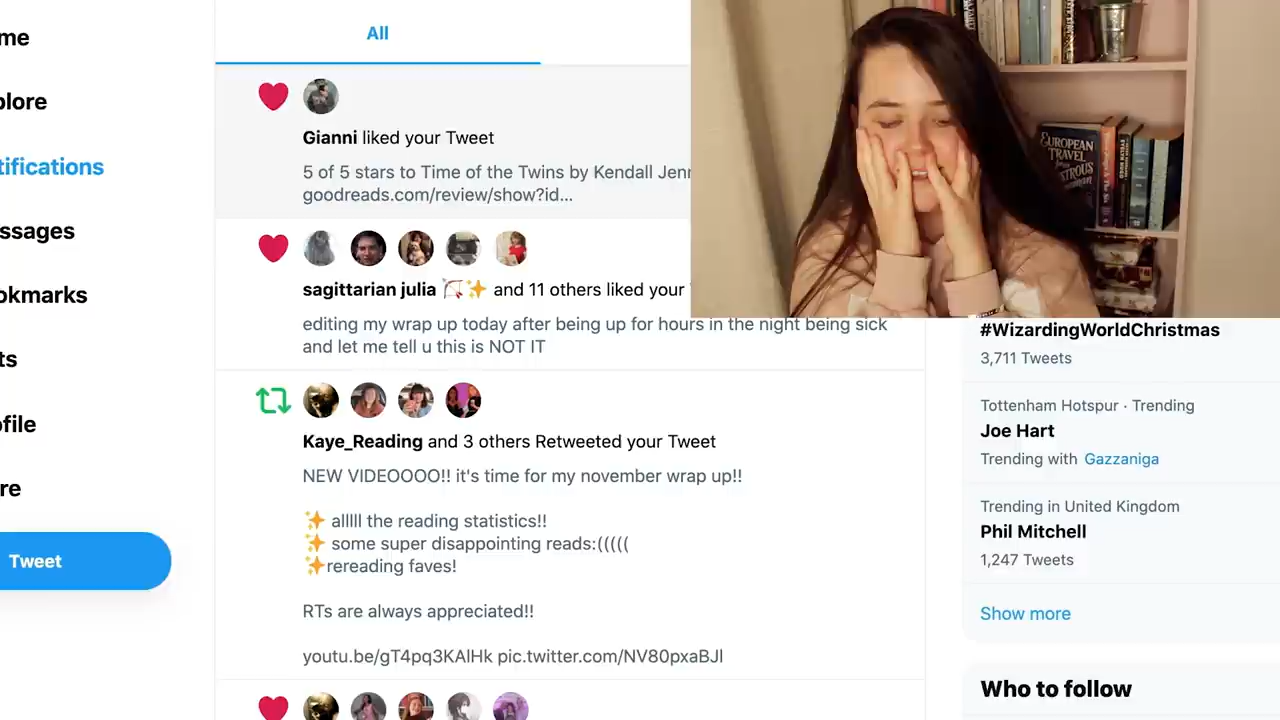 me
plore
tifications
ssages
okmarks
ts
ofile
re
Tweet
All
Gianni liked your Tweet
5 of 5 stars to Time of the Twins by Kendall Jenn
goodreads.com/review/show?id...
sagittarian julia 🏹✨ and 11 others liked your
editing my wrap up today after being up for hours in the night being sick
and let me tell u this is NOT IT
Kaye_Reading and 3 others Retweeted your Tweet
NEW VIDEOOOO!! it's time for my november wrap up!!
✨ alllll the reading statistics!!
✨ some super disappointing reads:(((((
✨rereading faves!
RTs are always appreciated!!
youtu.be/gT4pq3KAlHk pic.twitter.com/NV80pxaBJl
EUROPEAN
TRAVEL
#WizardingWorldChristmas
3,711 Tweets
Tottenham Hotspur · Trending
Joe Hart
Trending with Gazzaniga
Trending in United Kingdom
Phil Mitchell
1,247 Tweets
Show more
Who to follow